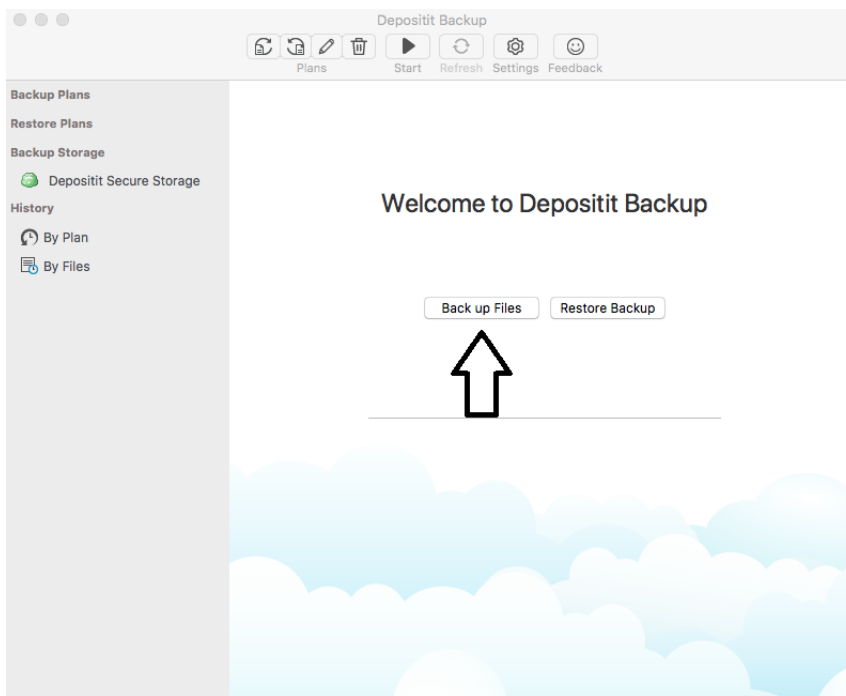 Depositit Backup
Plans
Start
Refresh
Settings
Feedback
Backup Plans
Restore Plans
Backup Storage
Depositit Secure Storage
History
By Plan
By Files
Welcome to Depositit Backup
Back up Files
Restore Backup